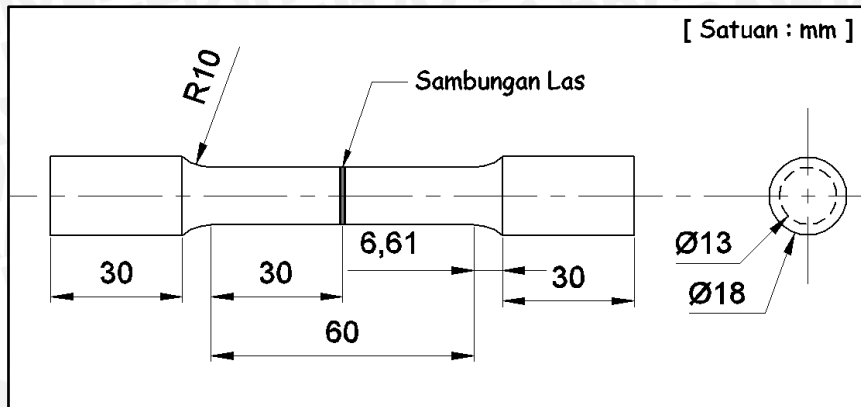 [ Satuan : mm ]
R10
Sambungan Las
6,61
30
30
30
60
Ø13
Ø18